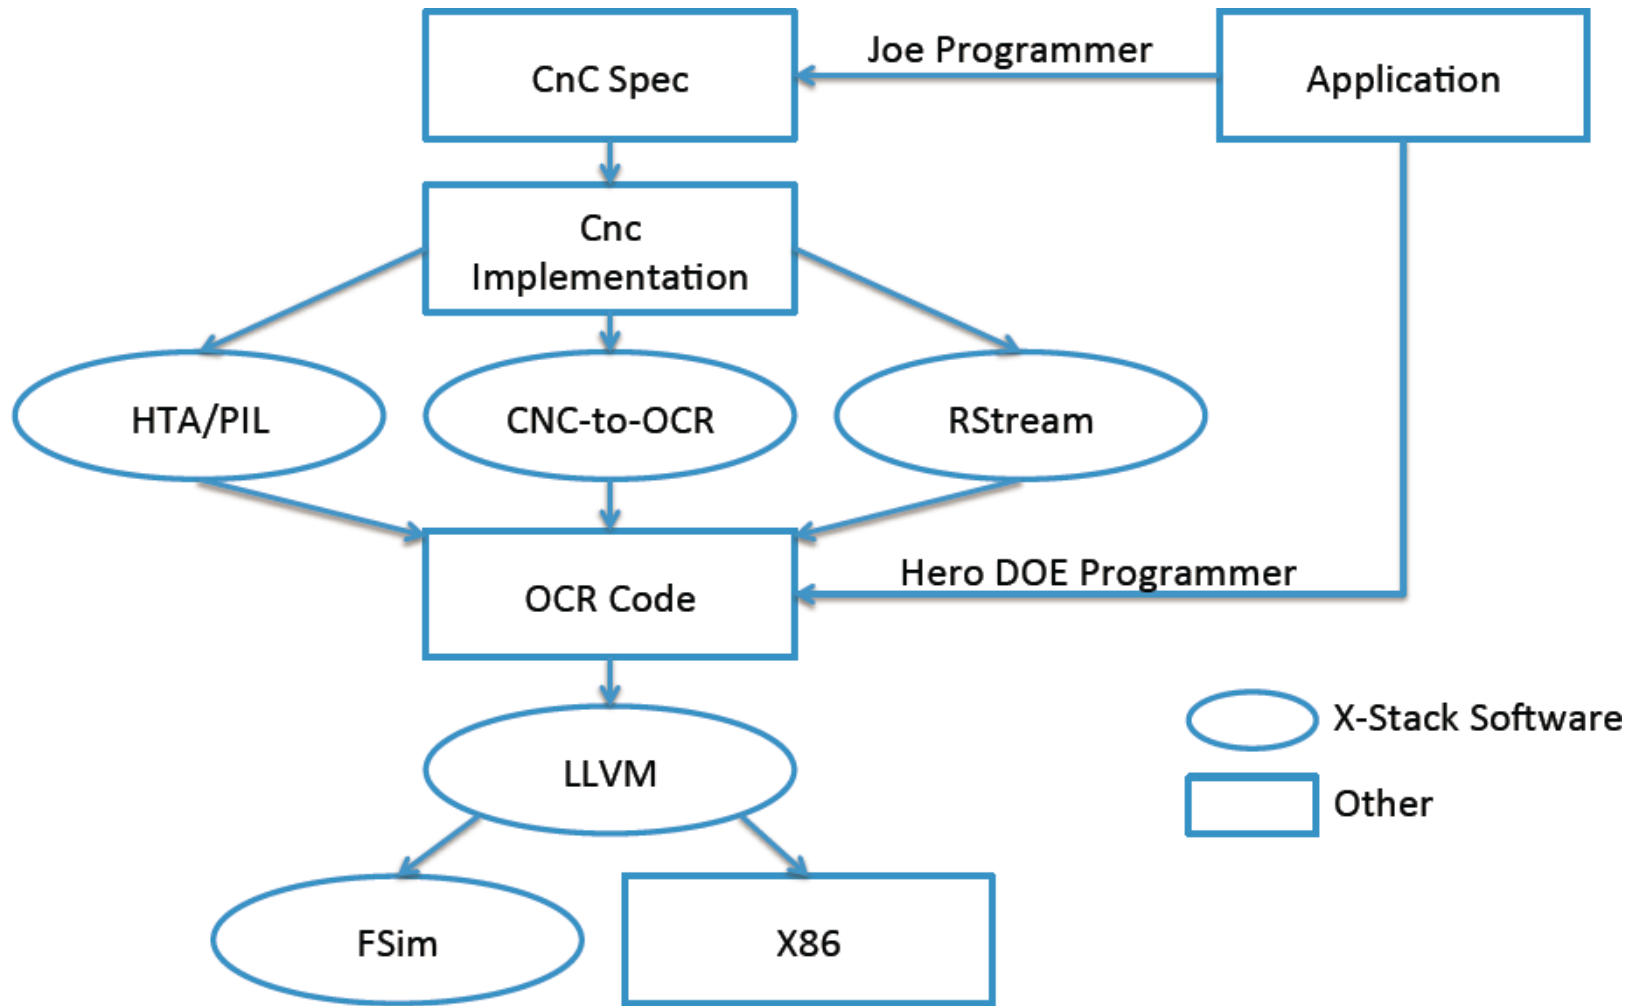 Joe Programmer
CnC Spec
Application
Cnc
Implementation
HTA/PIL
CNC-to-OCR
RStream
Hero DOE Programmer
OCR Code
X-Stack Software
LLVM
Other
FSim
X86